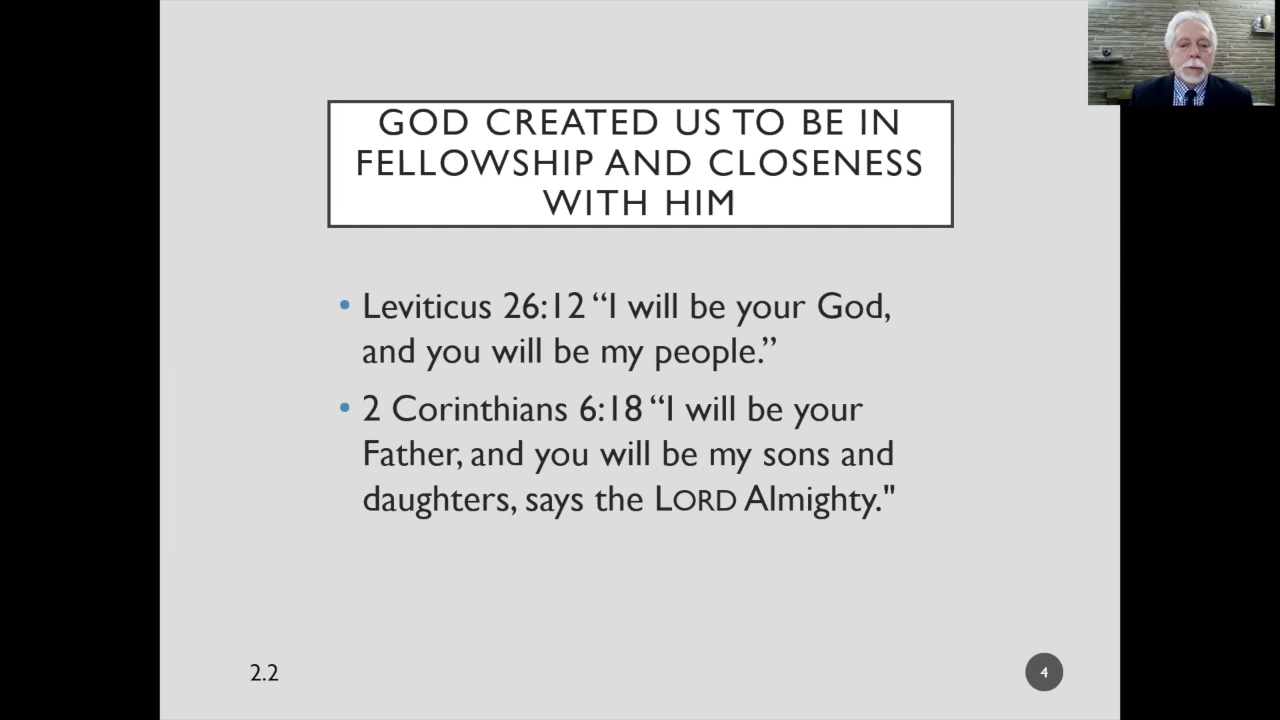 GOD CREATED US TO BE IN
FELLOWSHIP AND CLOSENESS
WITH HIM
• Leviticus 26:12 “I will be your God,
and you will be my people.”
• 2 Corinthians 6:18 “I will be your
Father, and you will be my sons and
daughters, says the LORD Almighty."
2.2
4